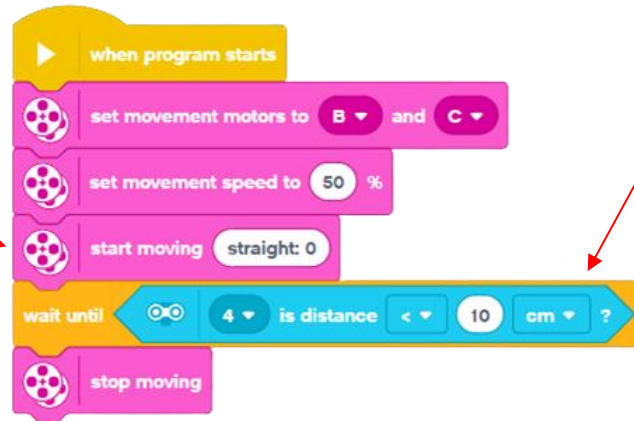 when program starts
set movement motors to B and C
set movement speed to 50 %
start moving straight: 0
wait until 4 is distance < 10 cm ?
stop moving